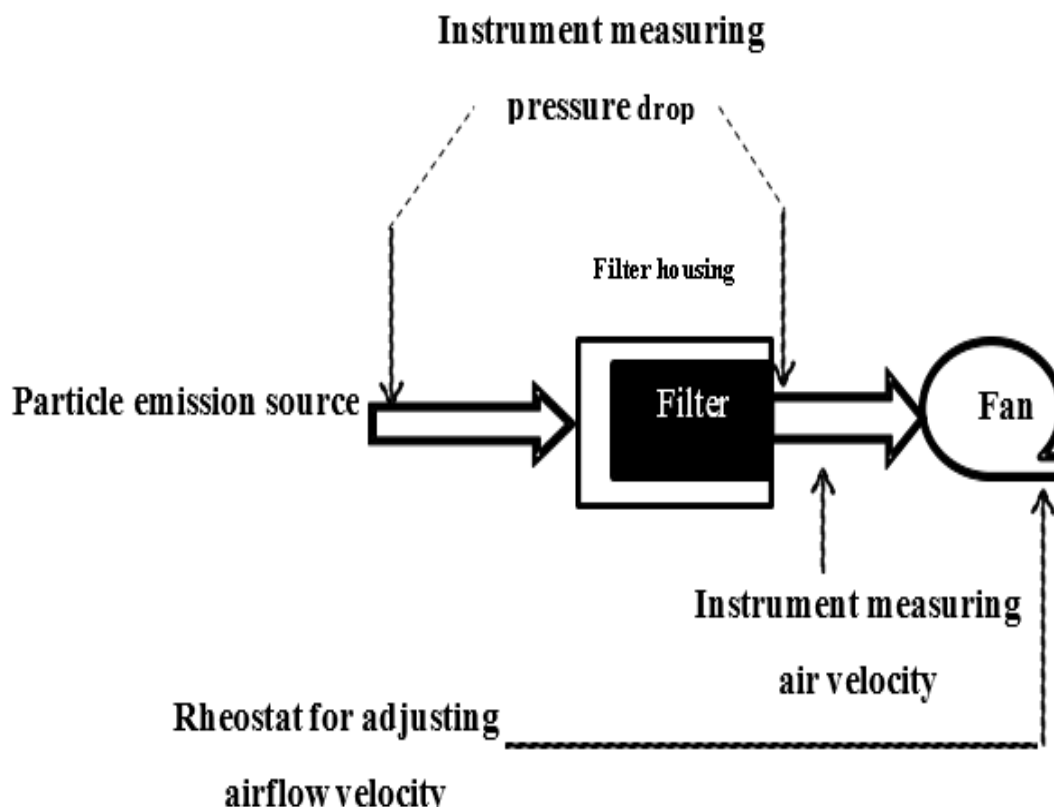 Instrument measuring
pressure drop
Filter housing
Particle emission source
Filter
Fan
Instrument measuring
air velocity
Rheostat for adjusting
airflow velocity